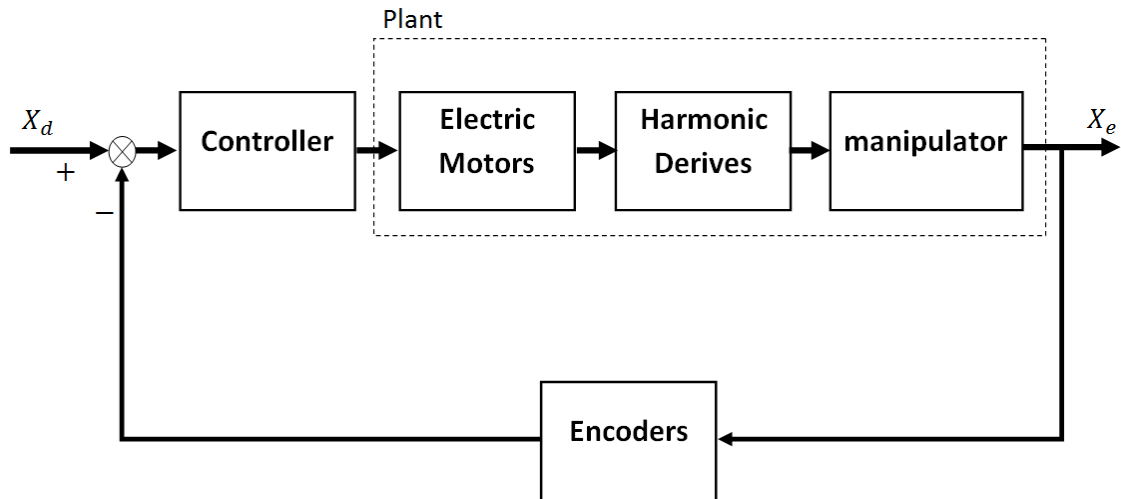 Plant
X_d
+
−
Controller
Electric
Motors
Harmonic
Derives
manipulator
X_e
Encoders